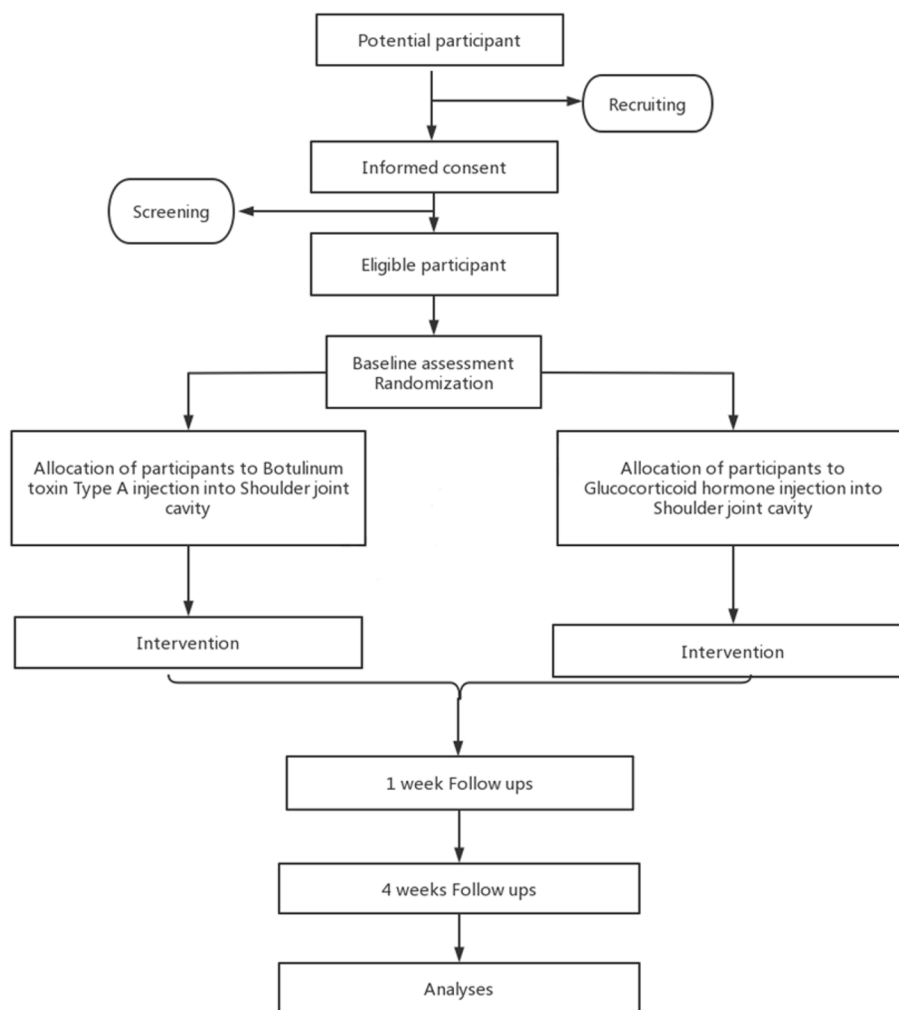 Potential participant
Recruiting
Informed consent
Screening
Eligible participant
Baseline assessment
Randomization
Allocation of participants to Botulinum
toxin Type A injection into Shoulder joint
cavity
Allocation of participants to
Glucocorticoid hormone injection into
Shoulder joint cavity
Intervention
Intervention
1 week Follow ups
4 weeks Follow ups
Analyses